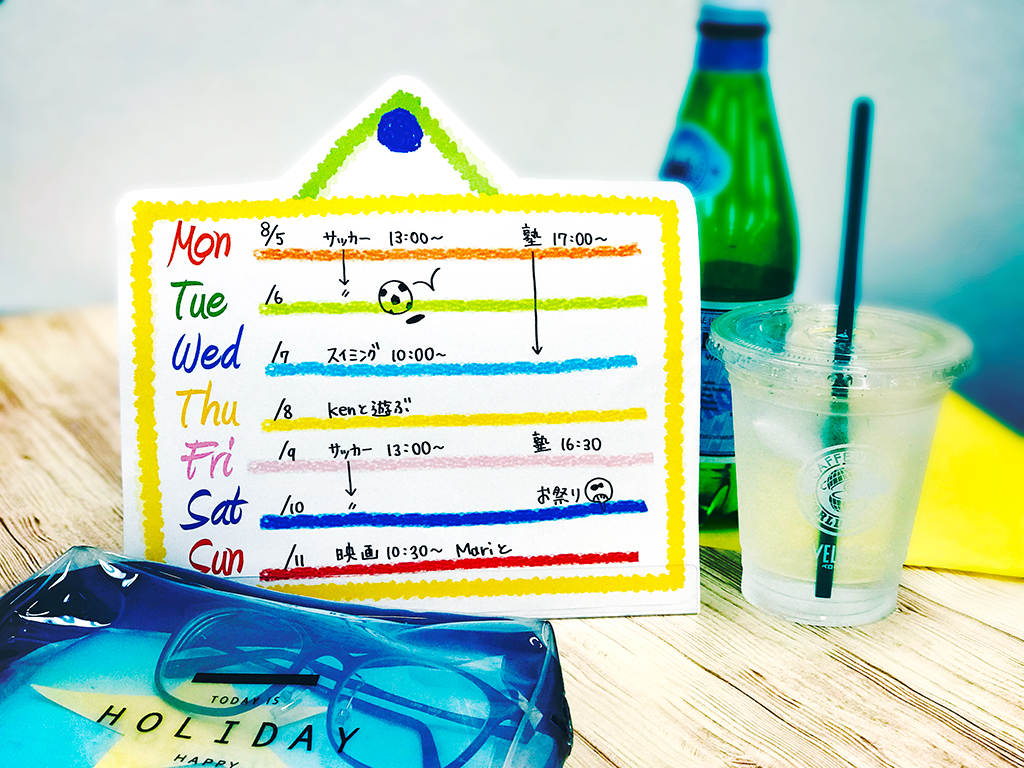 Mon 8/5 サッカー 13:00~ 塾 17:00~
Tue /6 〃
Wed /7 スイミング 10:00~
Thu /8 kenと遊ぶ
Fri /9 サッカー 13:00~ 塾 16:30
Sat /10 〃 お祭り
Sun /11 映画 10:30~ Mariと
TODAY IS
HOLIDAY
HAPPY